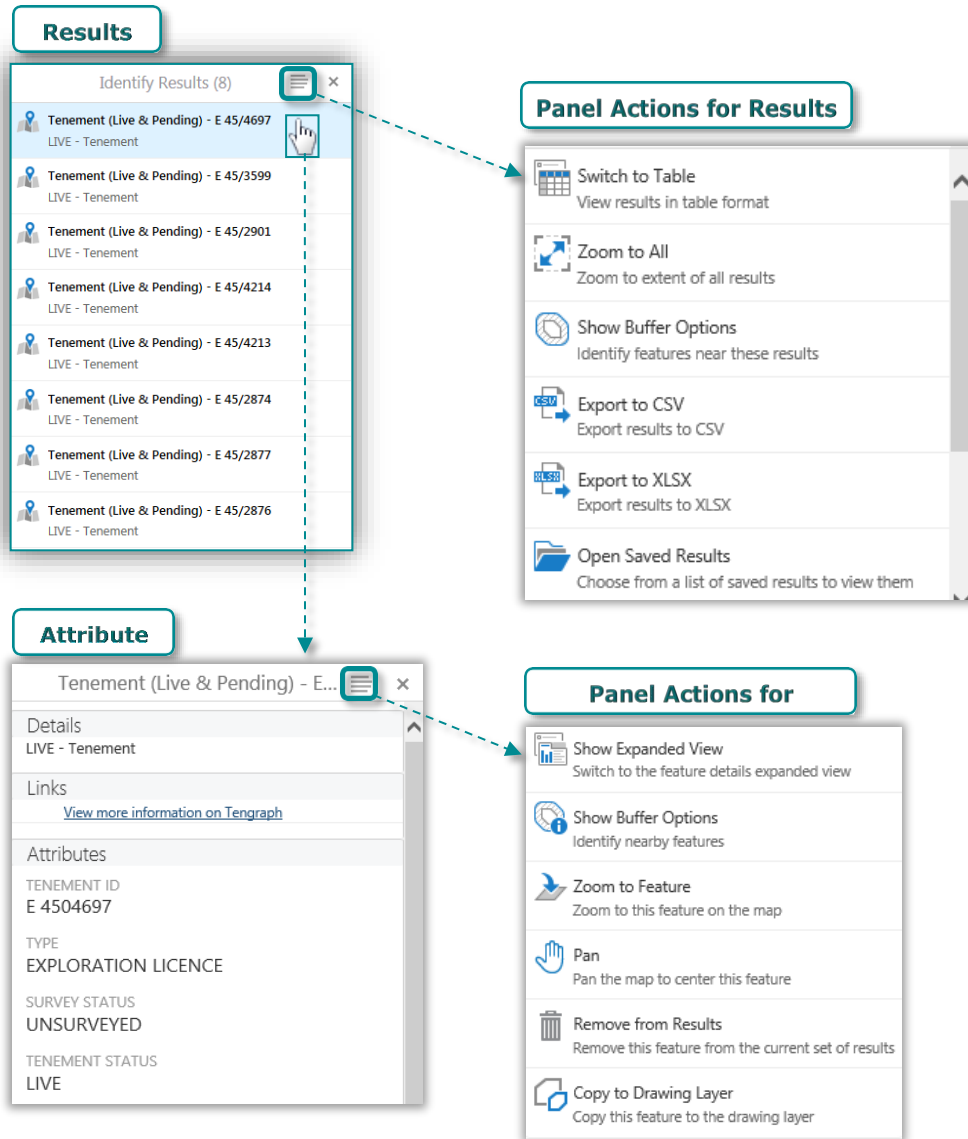 Results
Identify Results (8)
Tenement (Live & Pending) - E 45/4697
LIVE - Tenement
Tenement (Live & Pending) - E 45/3599
LIVE - Tenement
Tenement (Live & Pending) - E 45/2901
LIVE - Tenement
Tenement (Live & Pending) - E 45/4214
LIVE - Tenement
Tenement (Live & Pending) - E 45/4213
LIVE - Tenement
Tenement (Live & Pending) - E 45/2874
LIVE - Tenement
Tenement (Live & Pending) - E 45/2877
LIVE - Tenement
Tenement (Live & Pending) - E 45/2876
LIVE - Tenement
Panel Actions for Results
Switch to Table
View results in table format
Zoom to All
Zoom to extent of all results
Show Buffer Options
Identify features near these results
CSV
Export to CSV
Export results to CSV
XLSX
Export to XLSX
Export results to XLSX
Open Saved Results
Choose from a list of saved results to view them
Attribute
Tenement (Live & Pending) - E...
Details
LIVE - Tenement
Links
View more information on Tengraph
Attributes
TENEMENT ID
E 4504697
TYPE
EXPLORATION LICENCE
SURVEY STATUS
UNSURVEYED
TENEMENT STATUS
LIVE
Panel Actions for
Show Expanded View
Switch to the feature details expanded view
Show Buffer Options
Identify nearby features
Zoom to Feature
Zoom to this feature on the map
Pan
Pan the map to center this feature
Remove from Results
Remove this feature from the current set of results
Copy to Drawing Layer
Copy this feature to the drawing layer